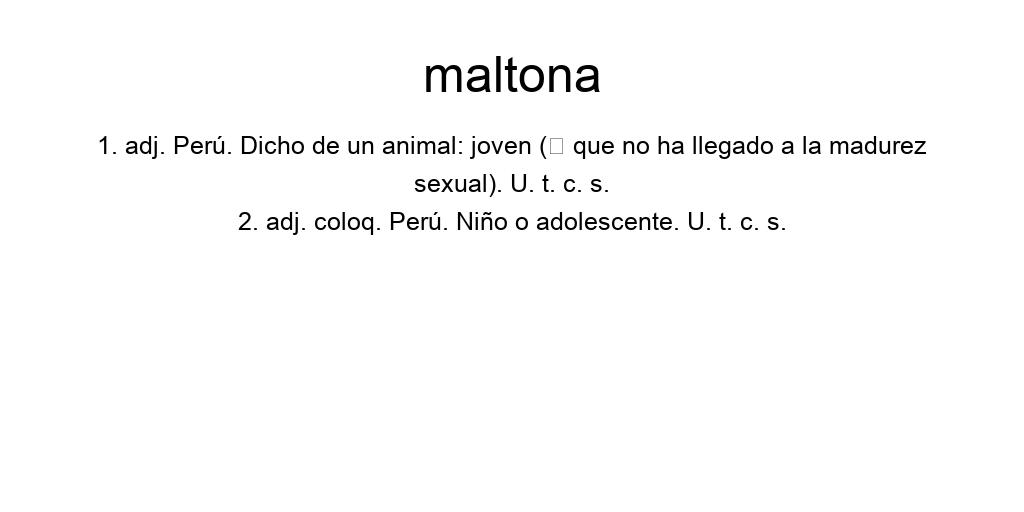 maltona
1. adj. Perú. Dicho de un animal: joven (□ que no ha llegado a la madurez
sexual). U. t. c. s.
2. adj. coloq. Perú. Niño o adolescente. U. t. c. s.